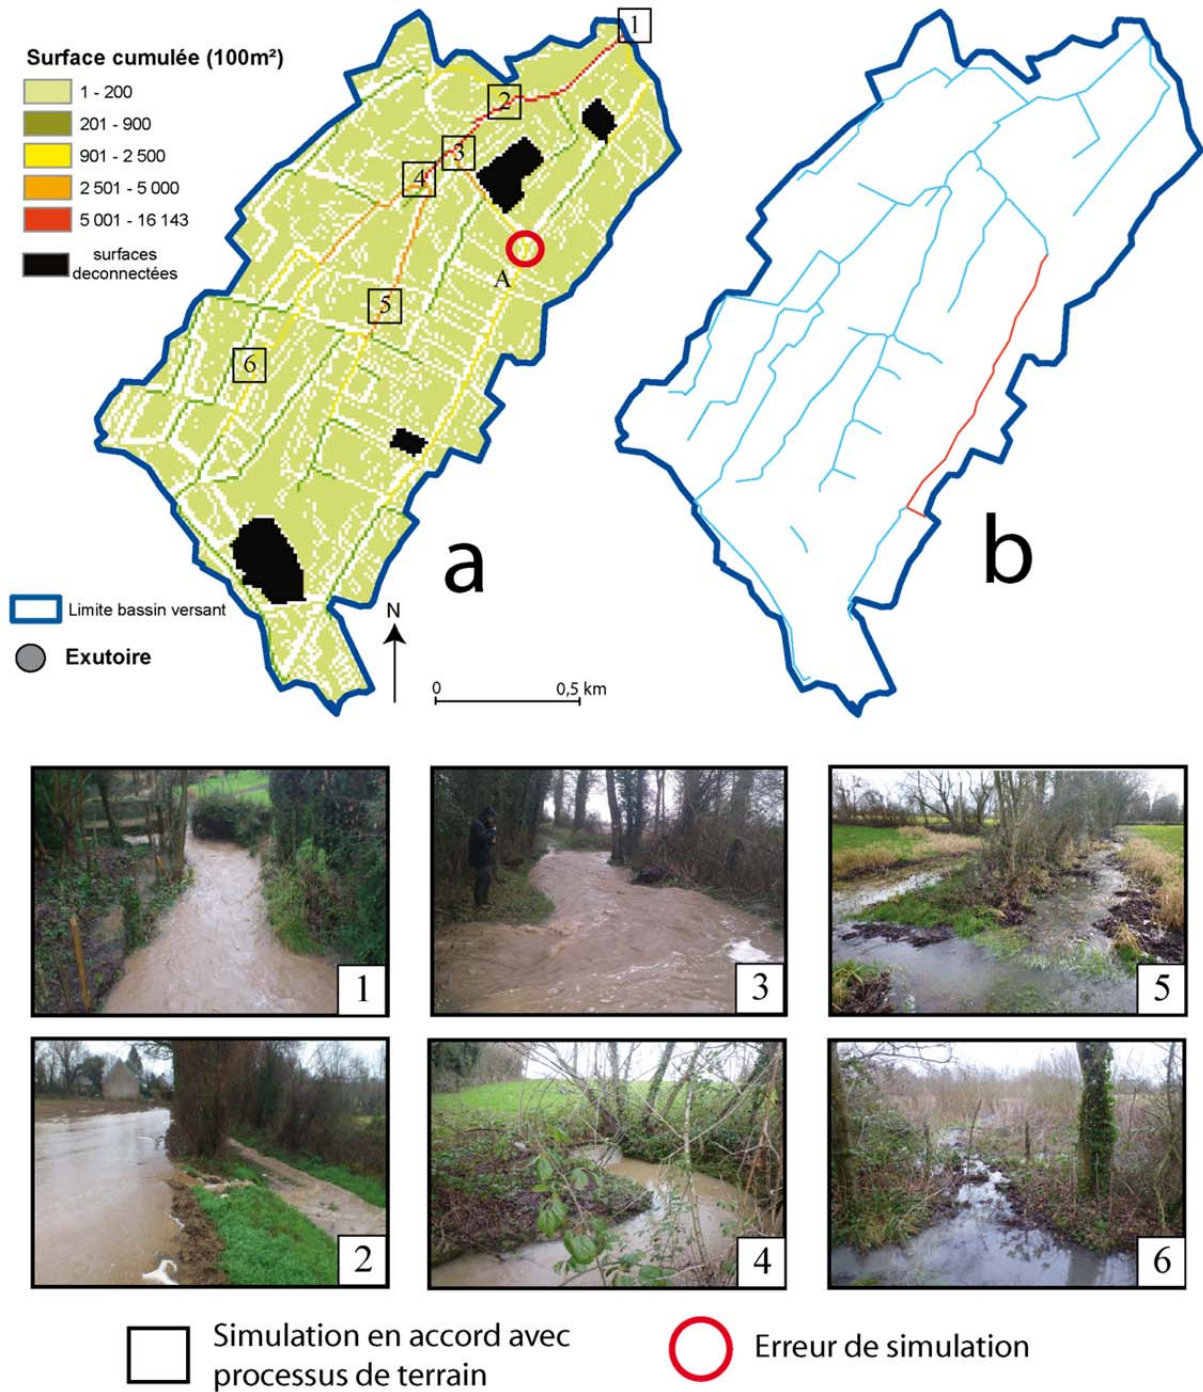 Surface cumulée (100m²)
1 - 200
201 - 900
901 - 2 500
2 501 - 5 000
5 001 - 16 143
surfaces
deconnectées
1
2
3
4
A
5
6
a
b
Limite bassin versant
Exutoire
N
0
0,5 km
1
3
5
2
4
6
Simulation en accord avec
processus de terrain
Erreur de simulation